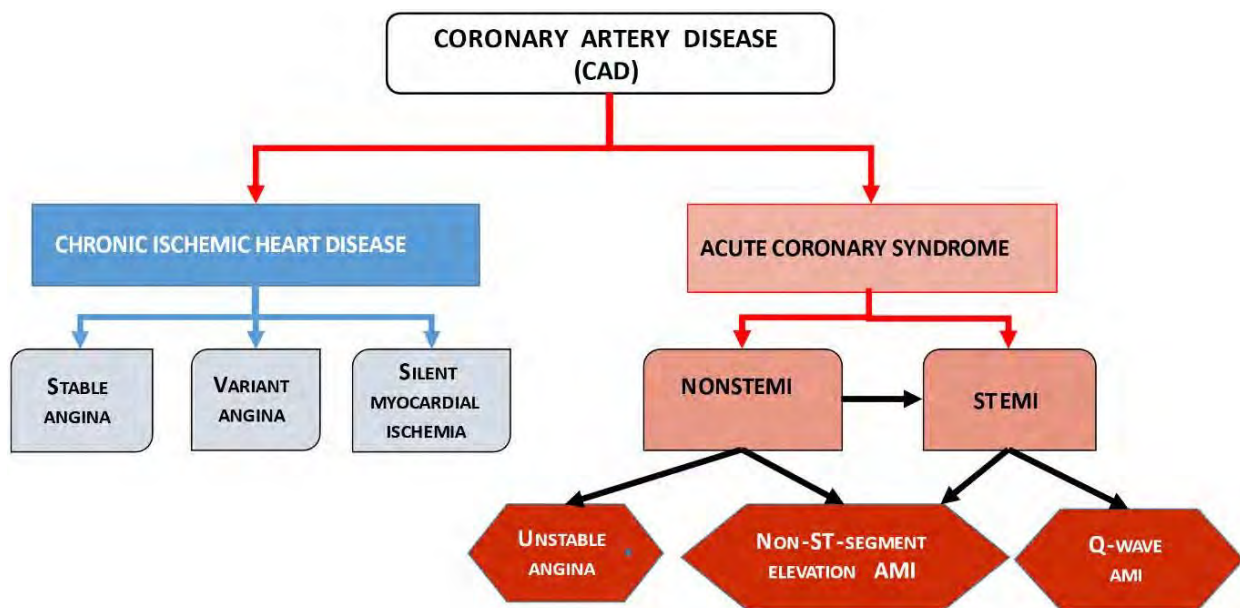 CORONARY ARTERY DISEASE
(CAD)
CHRONIC ISCHEMIC HEART DISEASE
ACUTE CORONARY SYNDROME
STABLE
ANGINA
VARIANT
ANGINA
SILENT
MYOCARDIAL
ISCHEMIA
NONSTEMI
STEMI
UNSTABLE
ANGINA
NON-ST-SEGMENT
ELEVATION AMI
Q-WAVE
AMI